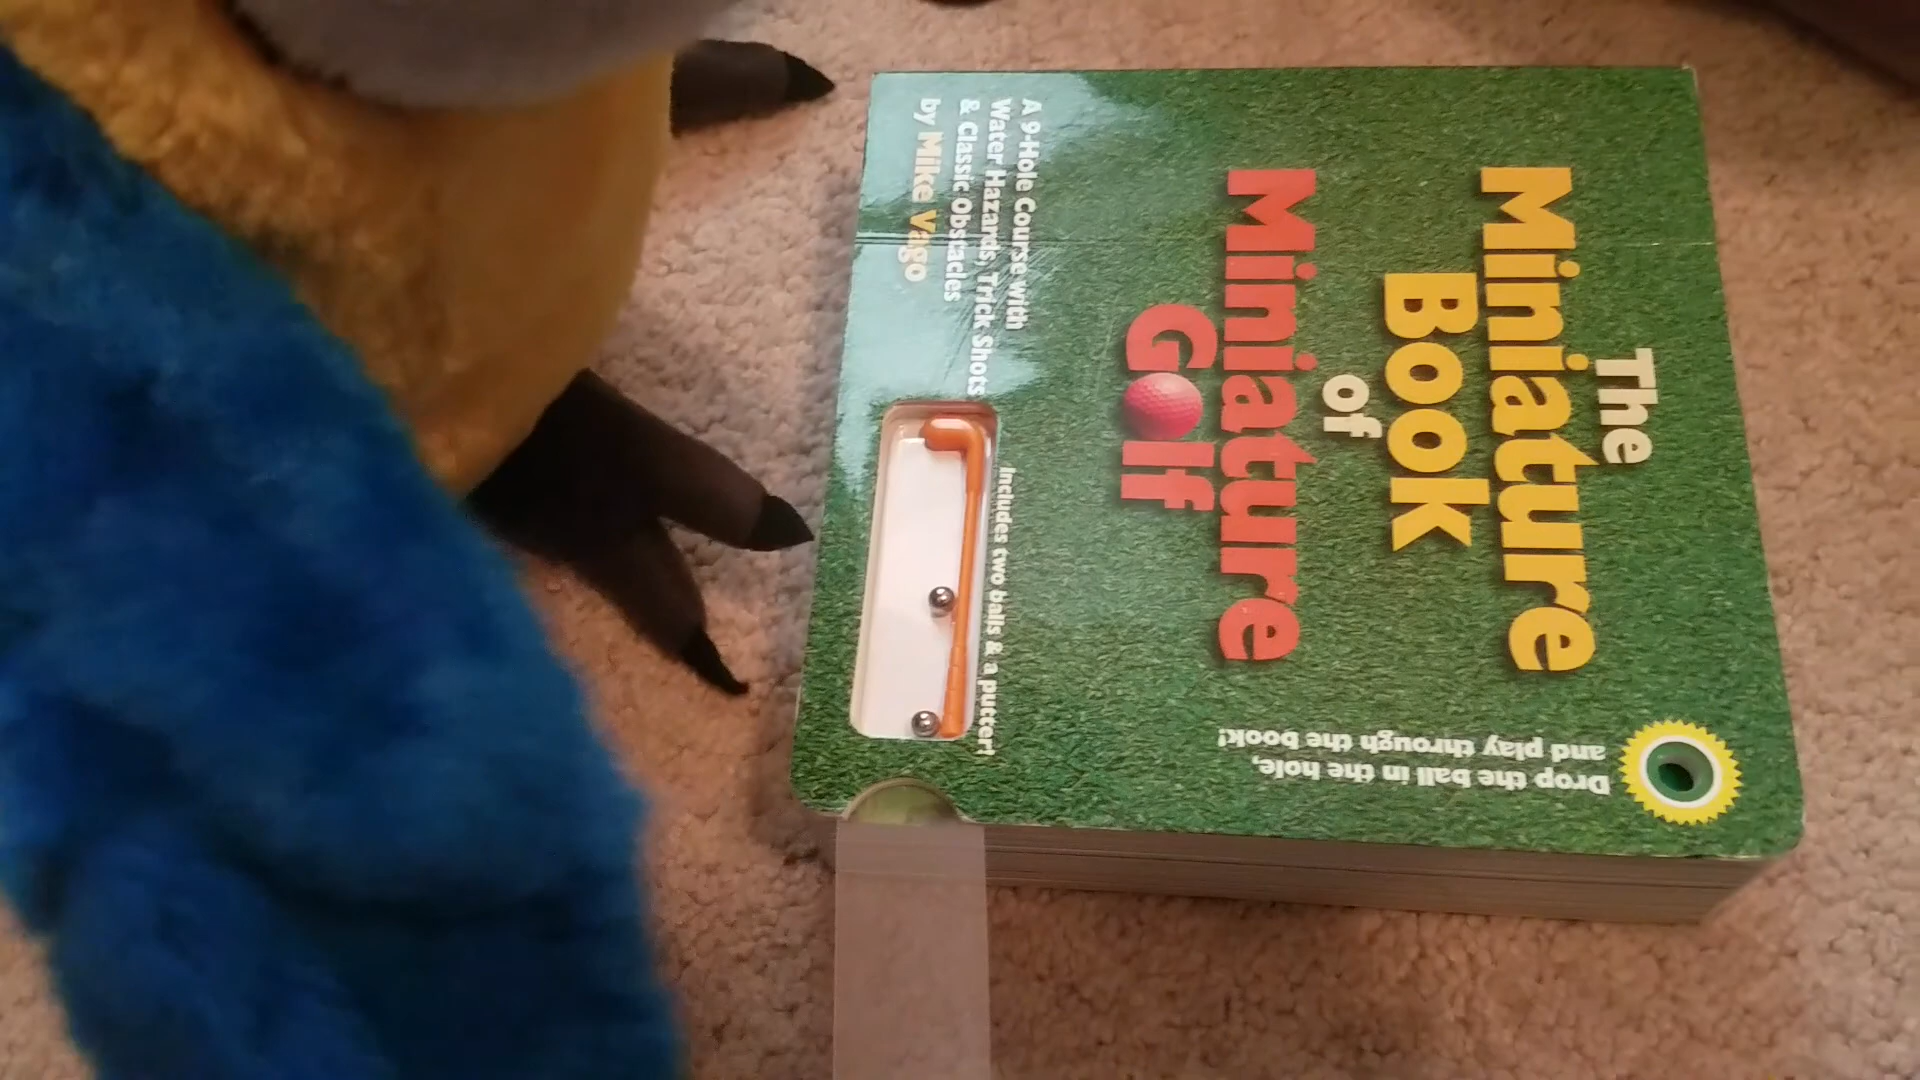 The
Miniature
Book
of
Miniature
Golf
A 9-Hole Course with
Water Hazards, Trick Shots
& Classic Obstacles
by Mike Vago
Includes two balls & a putter!
Drop the ball in the hole,
and play through the book!